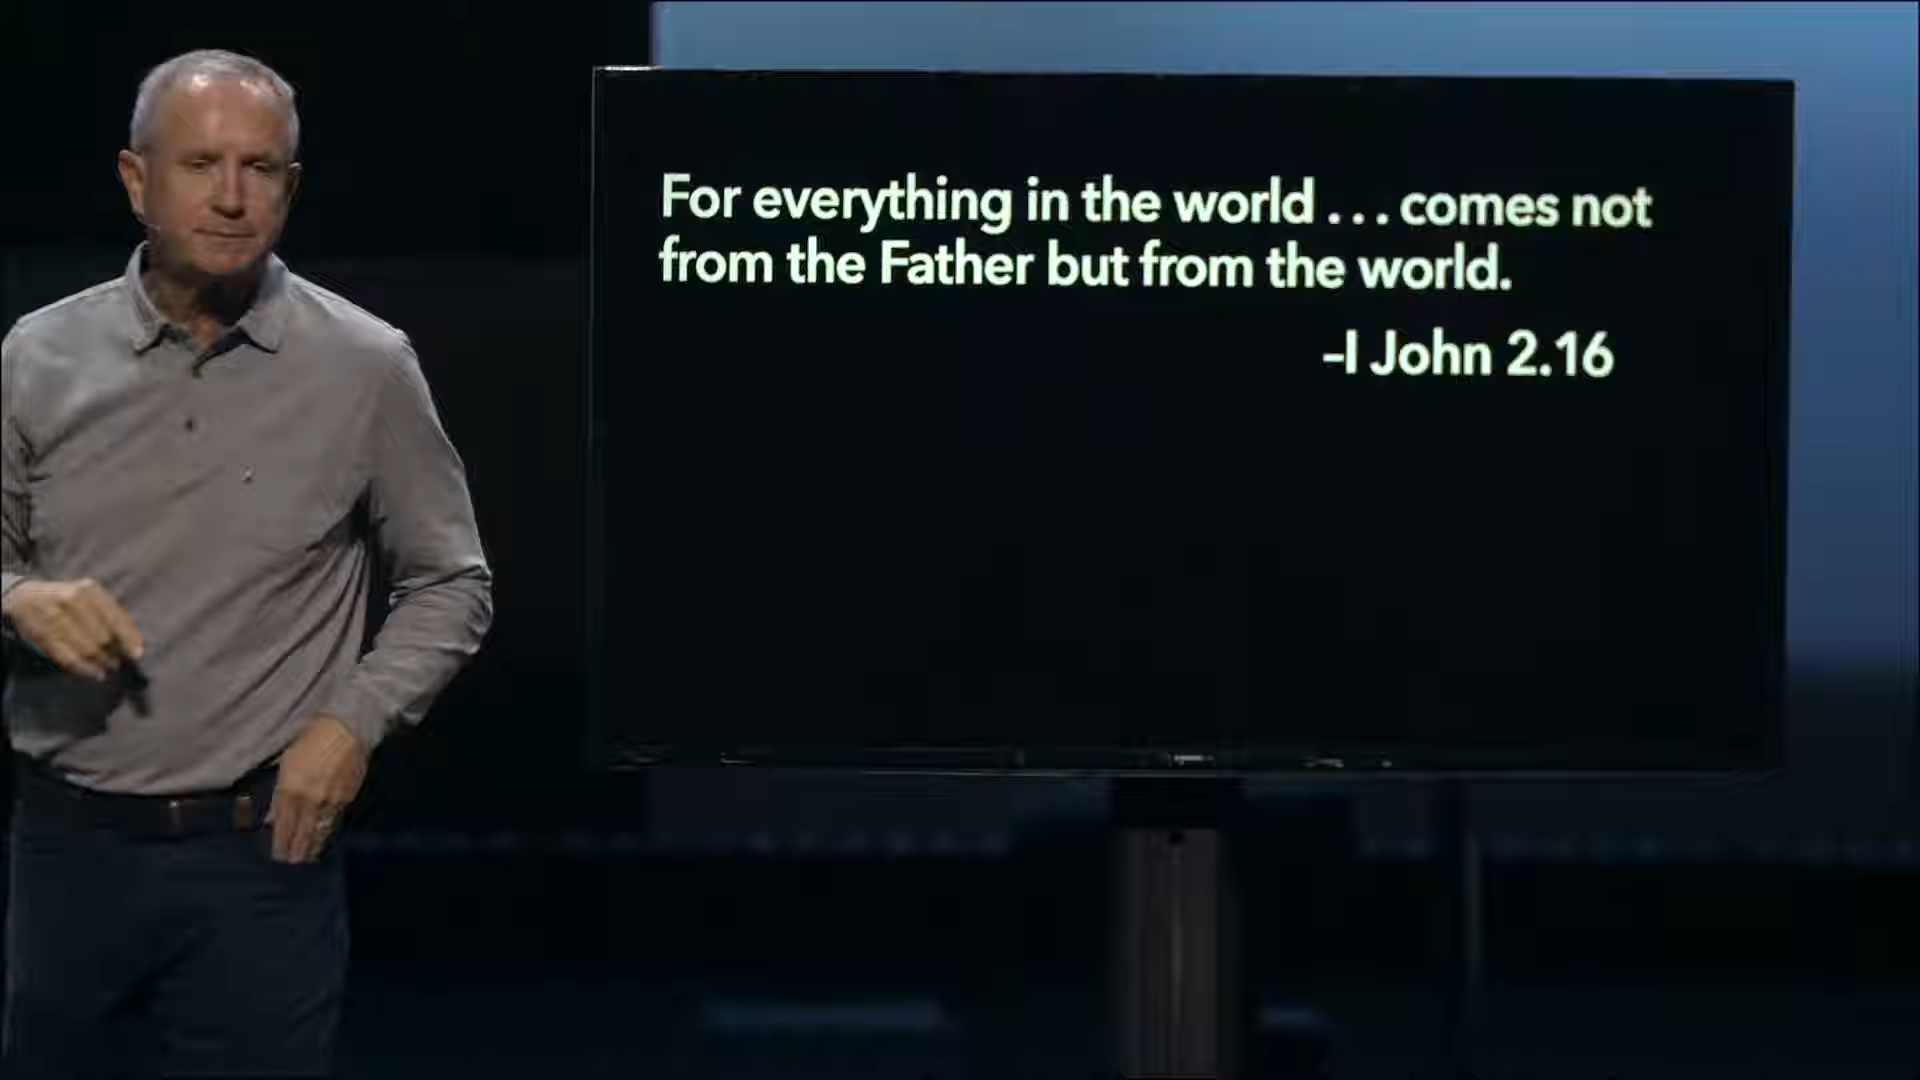 For everything in the world . . . comes not
from the Father but from the world.
-I John 2.16